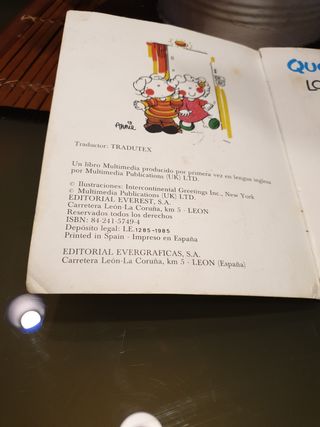 Annie
QUO
LO
Traductor: TRADUTEX
Un libro Multimedia producido por primera vez en lengua inglesa
por Multimedia Publications (UK) LTD.
© Ilustraciones: Intercontinental Greetings Inc., New York
© Multimedia Publications (UK) LTD.
EDITORIAL EVEREST, S.A.
Carretera León-La Coruña, km 5 - LEON
Reservados todos los derechos
ISBN: 84-241-5749-4
Depósito legal: LE.1285-1985
Printed in Spain - Impreso en España
EDITORIAL EVERGRAFICAS, S.A.
Carretera León-La Coruña, km 5 - LEON (España)